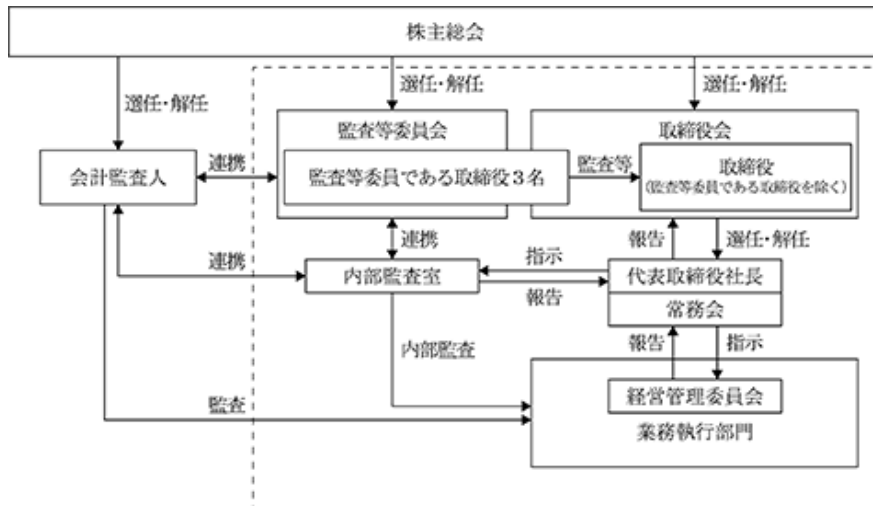 株主総会
選任・解任
選任・解任
選任・解任
監査等委員会
取締役会
会計監査人
連携
監査等委員である取締役3名
監査等
取締役
(監査等委員である取締役を除く)
連携
報告
選任・解任
連携
内部監査室
指示
報告
代表取締役社長
常務会
内部監査
報告
指示
監査
経営管理委員会
業務執行部門